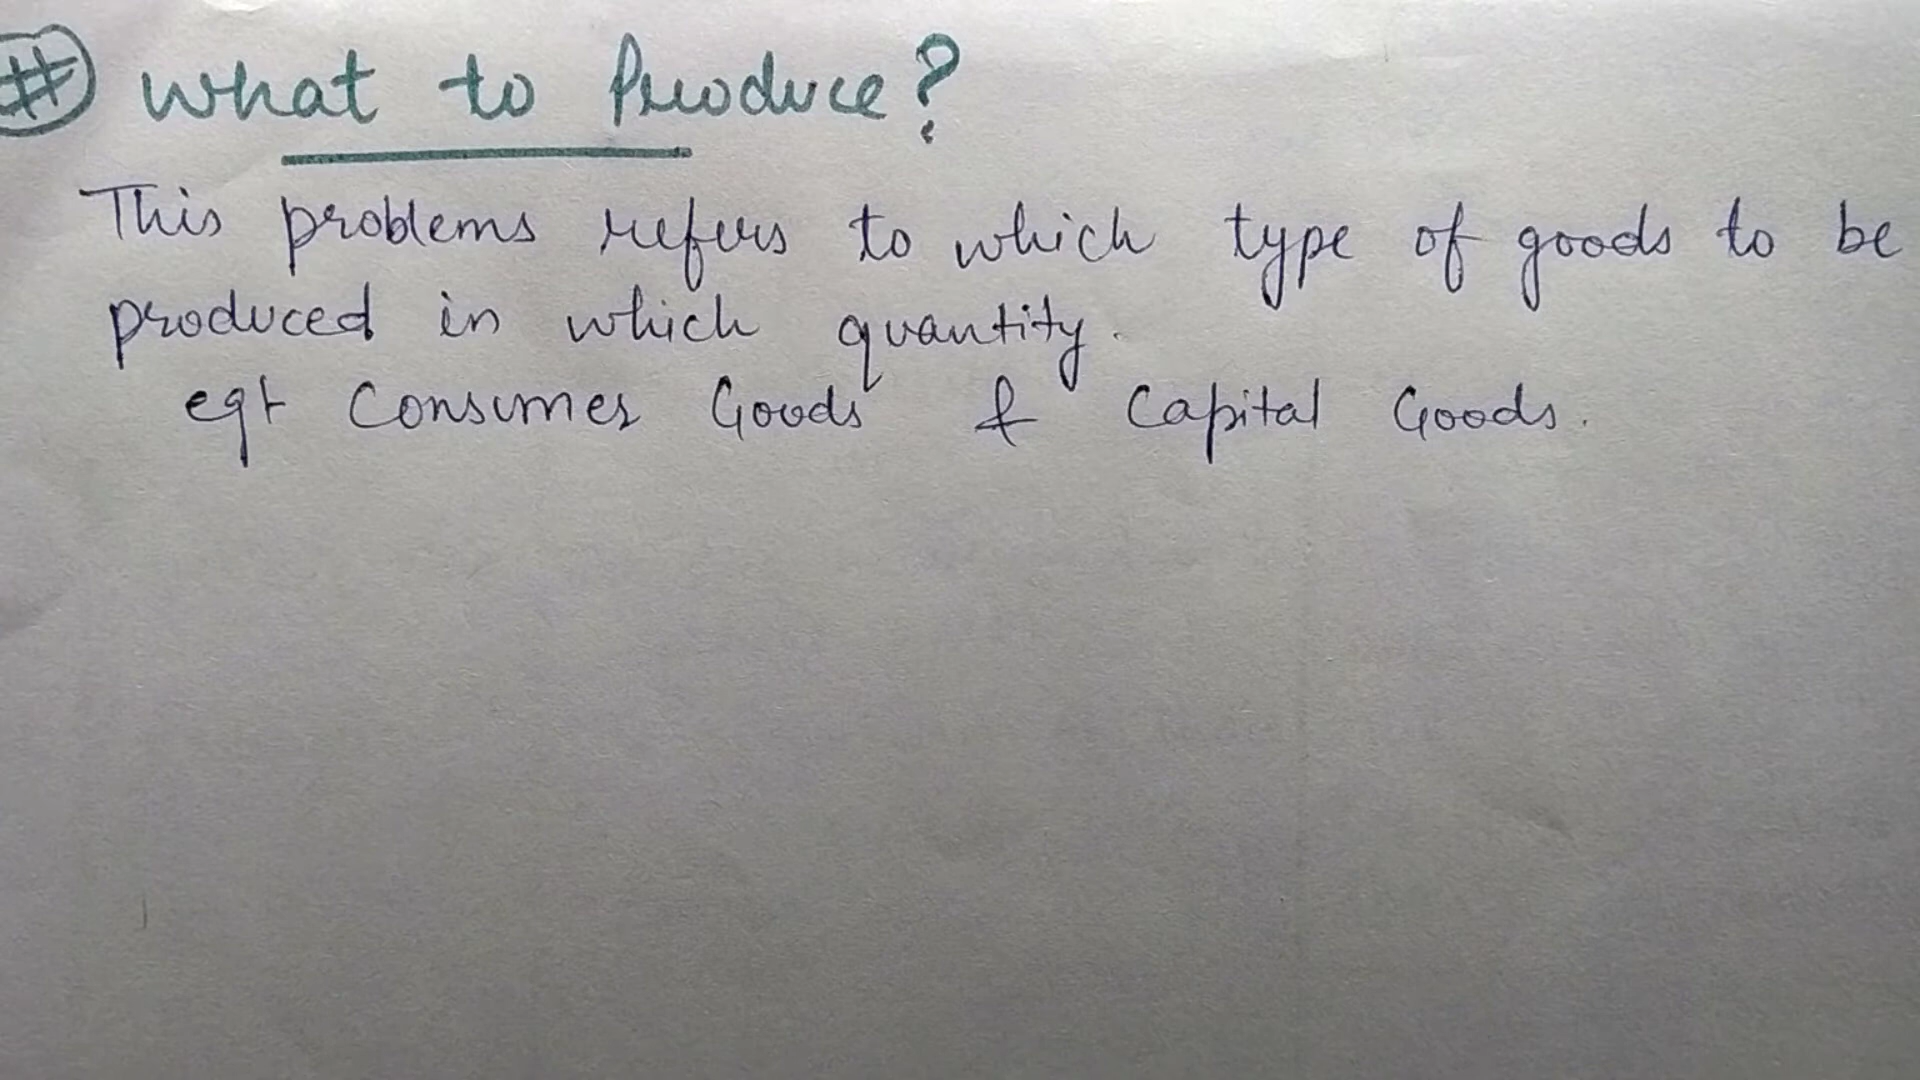 # What to Produce?
This problems refers to which type of goods to be
produced in which quantity.
eg:- Consumer Goods & Capital Goods.